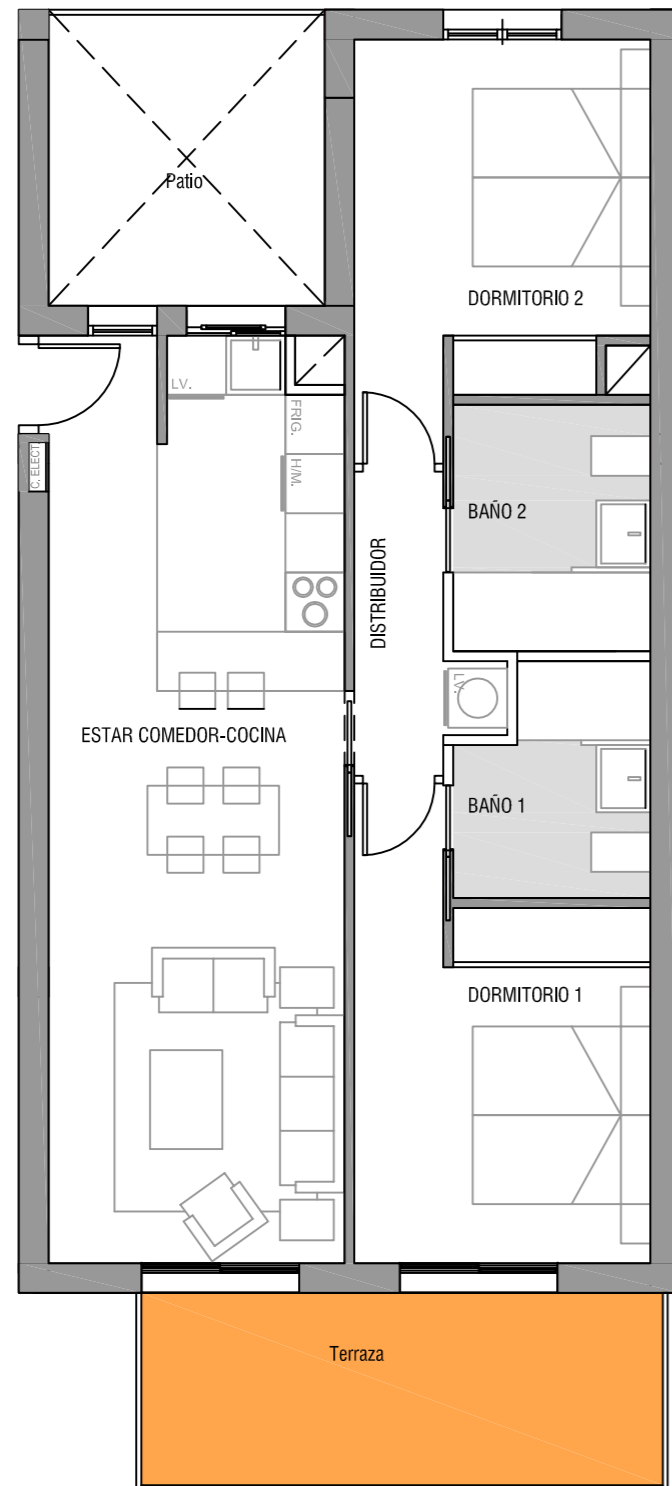 Patio
DORMITORIO 2
LV.
FRIG.
H/M.
C. ELECT.
BAÑO 2
DISTRIBUIDOR
LV.
ESTAR COMEDOR-COCINA
BAÑO 1
DORMITORIO 1
Terraza